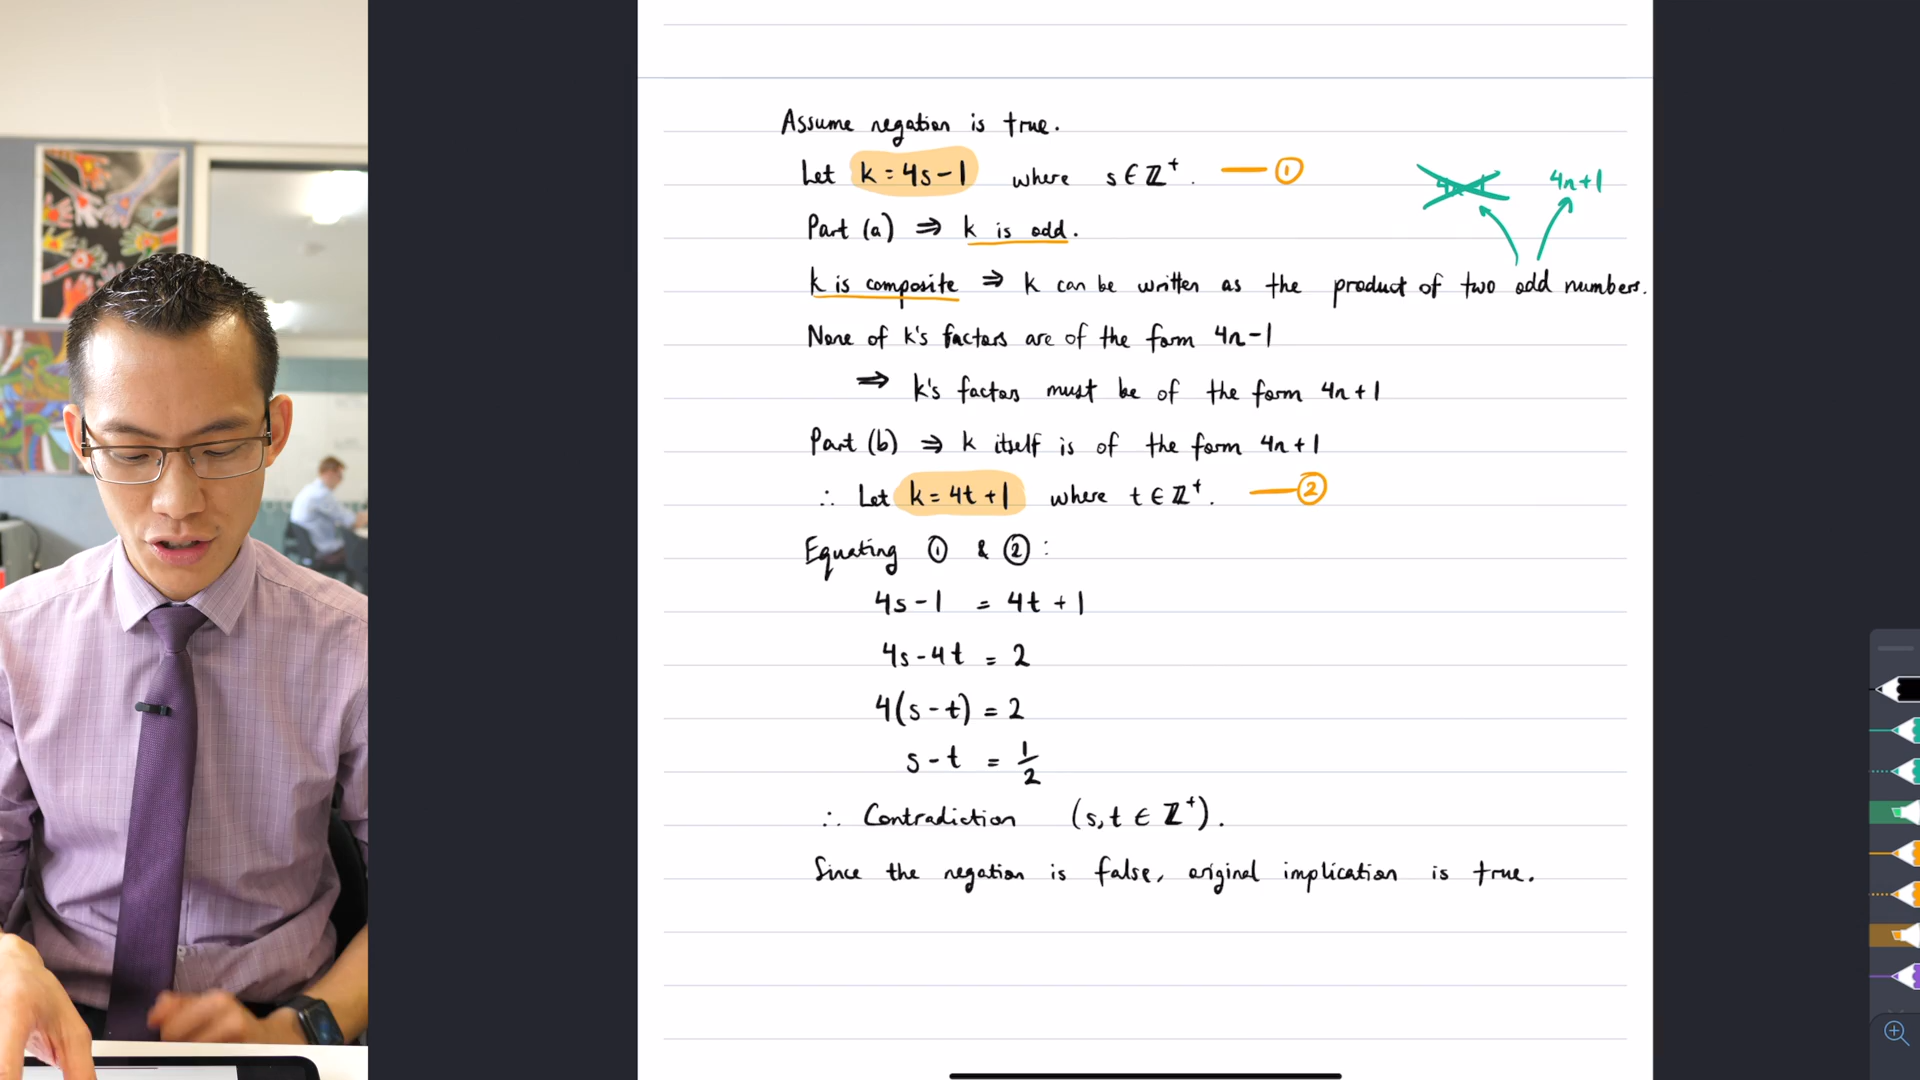 Assume negation is true.
Let k = 4s - 1 where s ∈ ℤ⁺. ①
4n+1
Part (a) ⇒ k is odd.
k is composite ⇒ k can be written as the product of two odd numbers.
None of k's factors are of the form 4n-1
⇒ k's factors must be of the form 4n + 1
Part (b) ⇒ k itself is of the form 4n+1
∴ Let k = 4t + 1 where t ∈ ℤ⁺. ②
Equating ① & ② :
4s - 1 = 4t + 1
4s - 4t = 2
4(s - t) = 2
s - t = 1/2
∴ Contradiction (s, t ∈ ℤ⁺).
Since the negation is false, original implication is true.